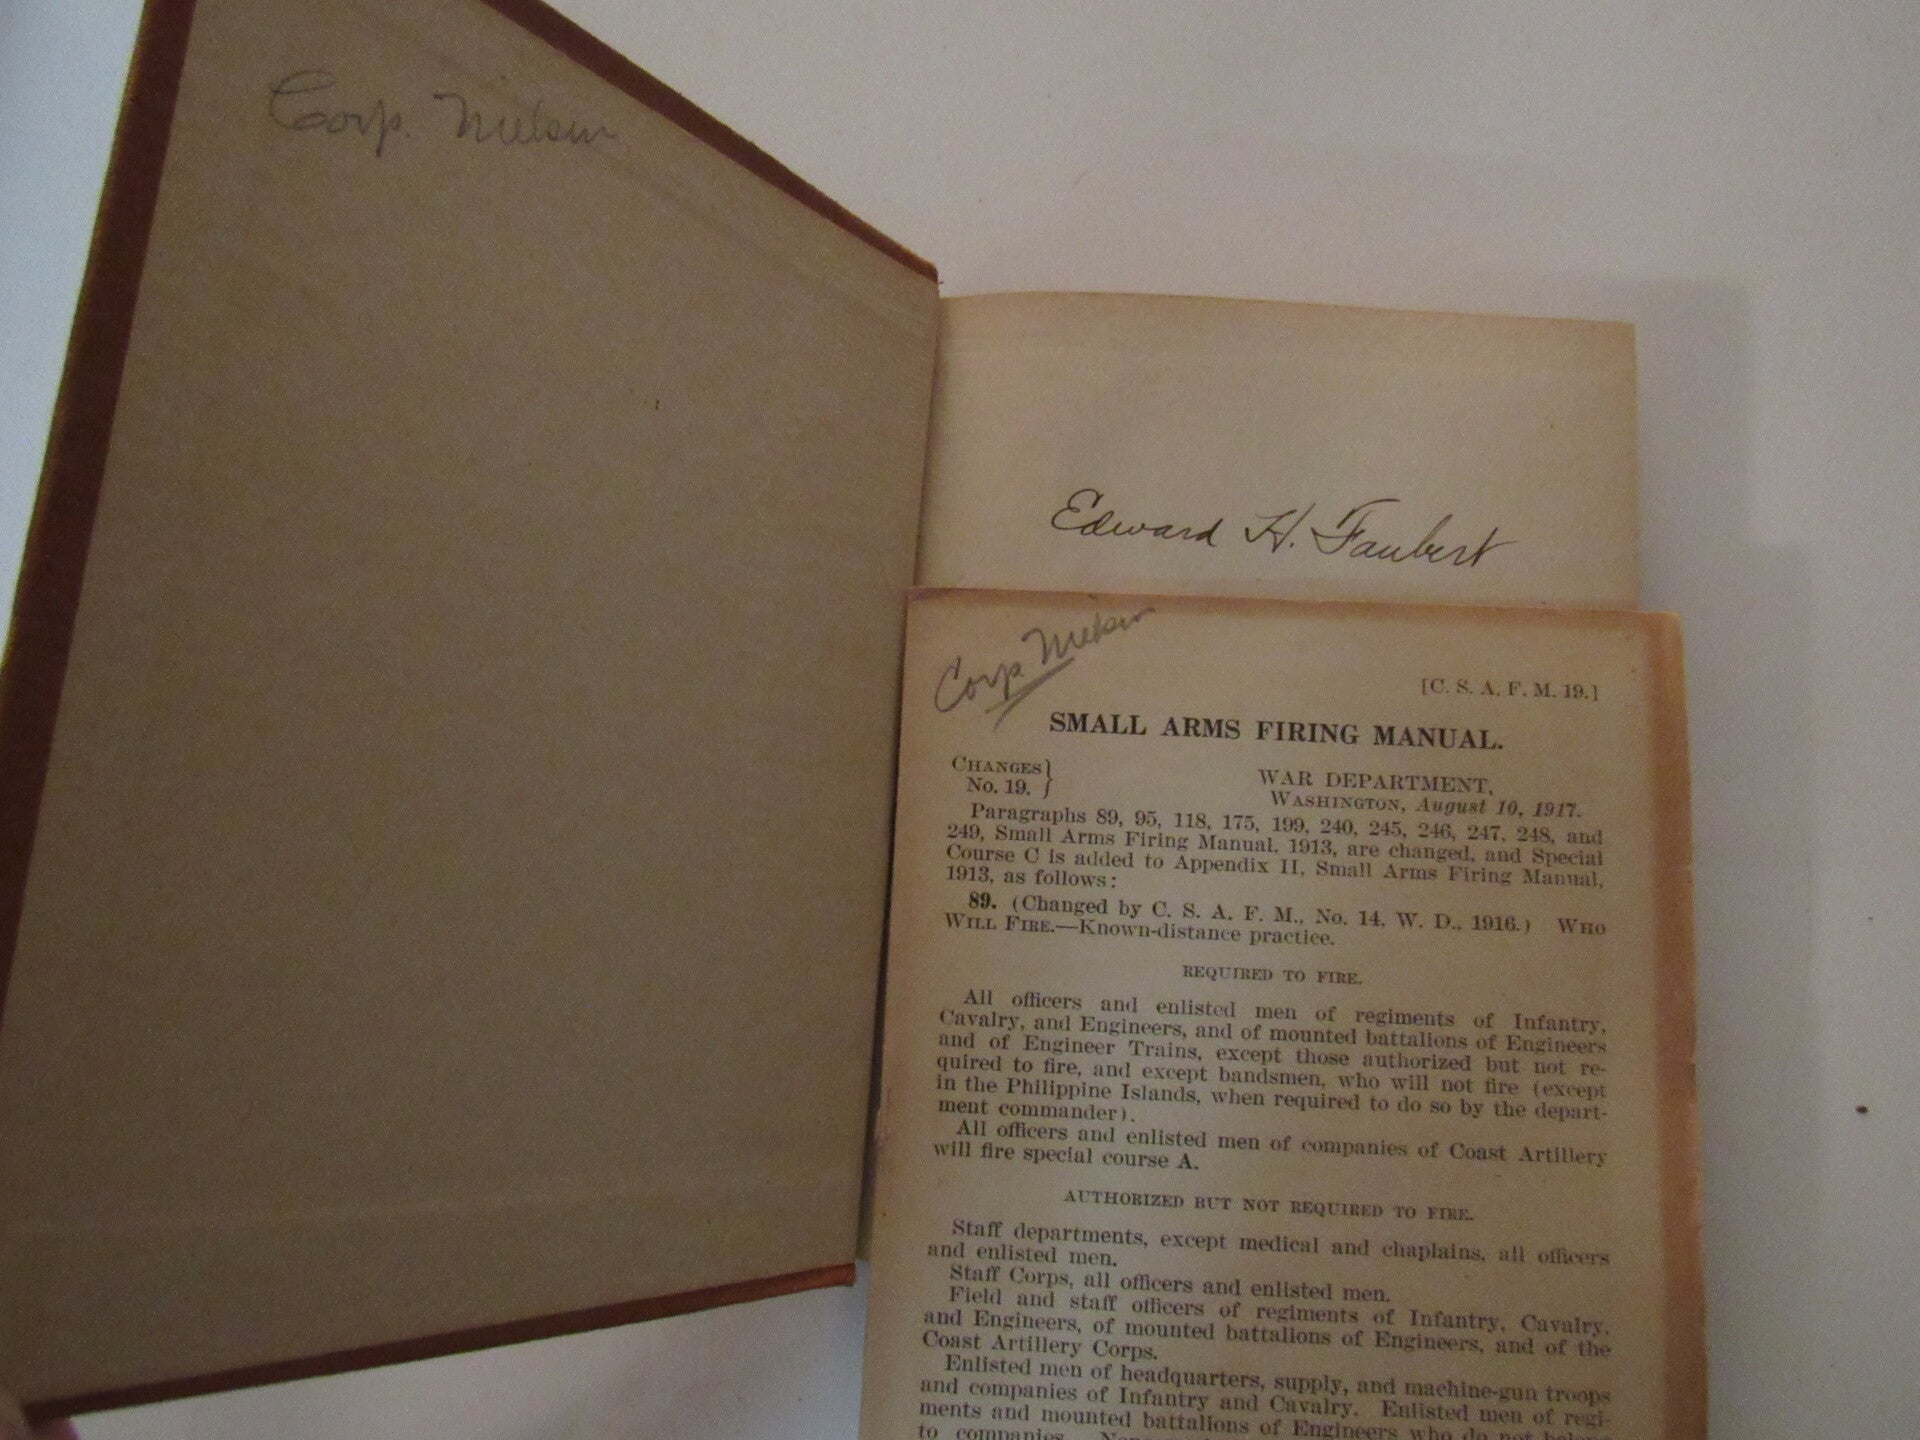 Corp. Nielsen
Edward H. Faubert
Corp Nielsen
[C. S. A. F. M. 19.]
SMALL ARMS FIRING MANUAL.
CHANGES
No. 19. }
WAR DEPARTMENT,
WASHINGTON, August 10, 1917.
Paragraphs 89, 95, 118, 175, 199, 240, 245, 246, 247, 248, and
249, Small Arms Firing Manual, 1913, are changed, and Special
Course C is added to Appendix II, Small Arms Firing Manual,
1913, as follows:
89. (Changed by C. S. A. F. M., No. 14, W. D., 1916.) WHO
WILL FIRE.—Known-distance practice.
REQUIRED TO FIRE.
All officers and enlisted men of regiments of Infantry,
Cavalry, and Engineers, and of mounted battalions of Engineers
and of Engineer Trains, except those authorized but not re-
quired to fire, and except bandsmen, who will not fire (except
in the Philippine Islands, when required to do so by the depart-
ment commander).
All officers and enlisted men of companies of Coast Artillery
will fire special course A.
AUTHORIZED BUT NOT REQUIRED TO FIRE.
Staff departments, except medical and chaplains, all officers
and enlisted men.
Staff Corps, all officers and enlisted men.
Field and staff officers of regiments of Infantry, Cavalry,
and Engineers, of mounted battalions of Engineers, and of the
Coast Artillery Corps.
Enlisted men of headquarters, supply, and machine-gun troops
and companies of Infantry and Cavalry. Enlisted men of regi-
ments and mounted battalions of Engineers who do not belong
to companies.